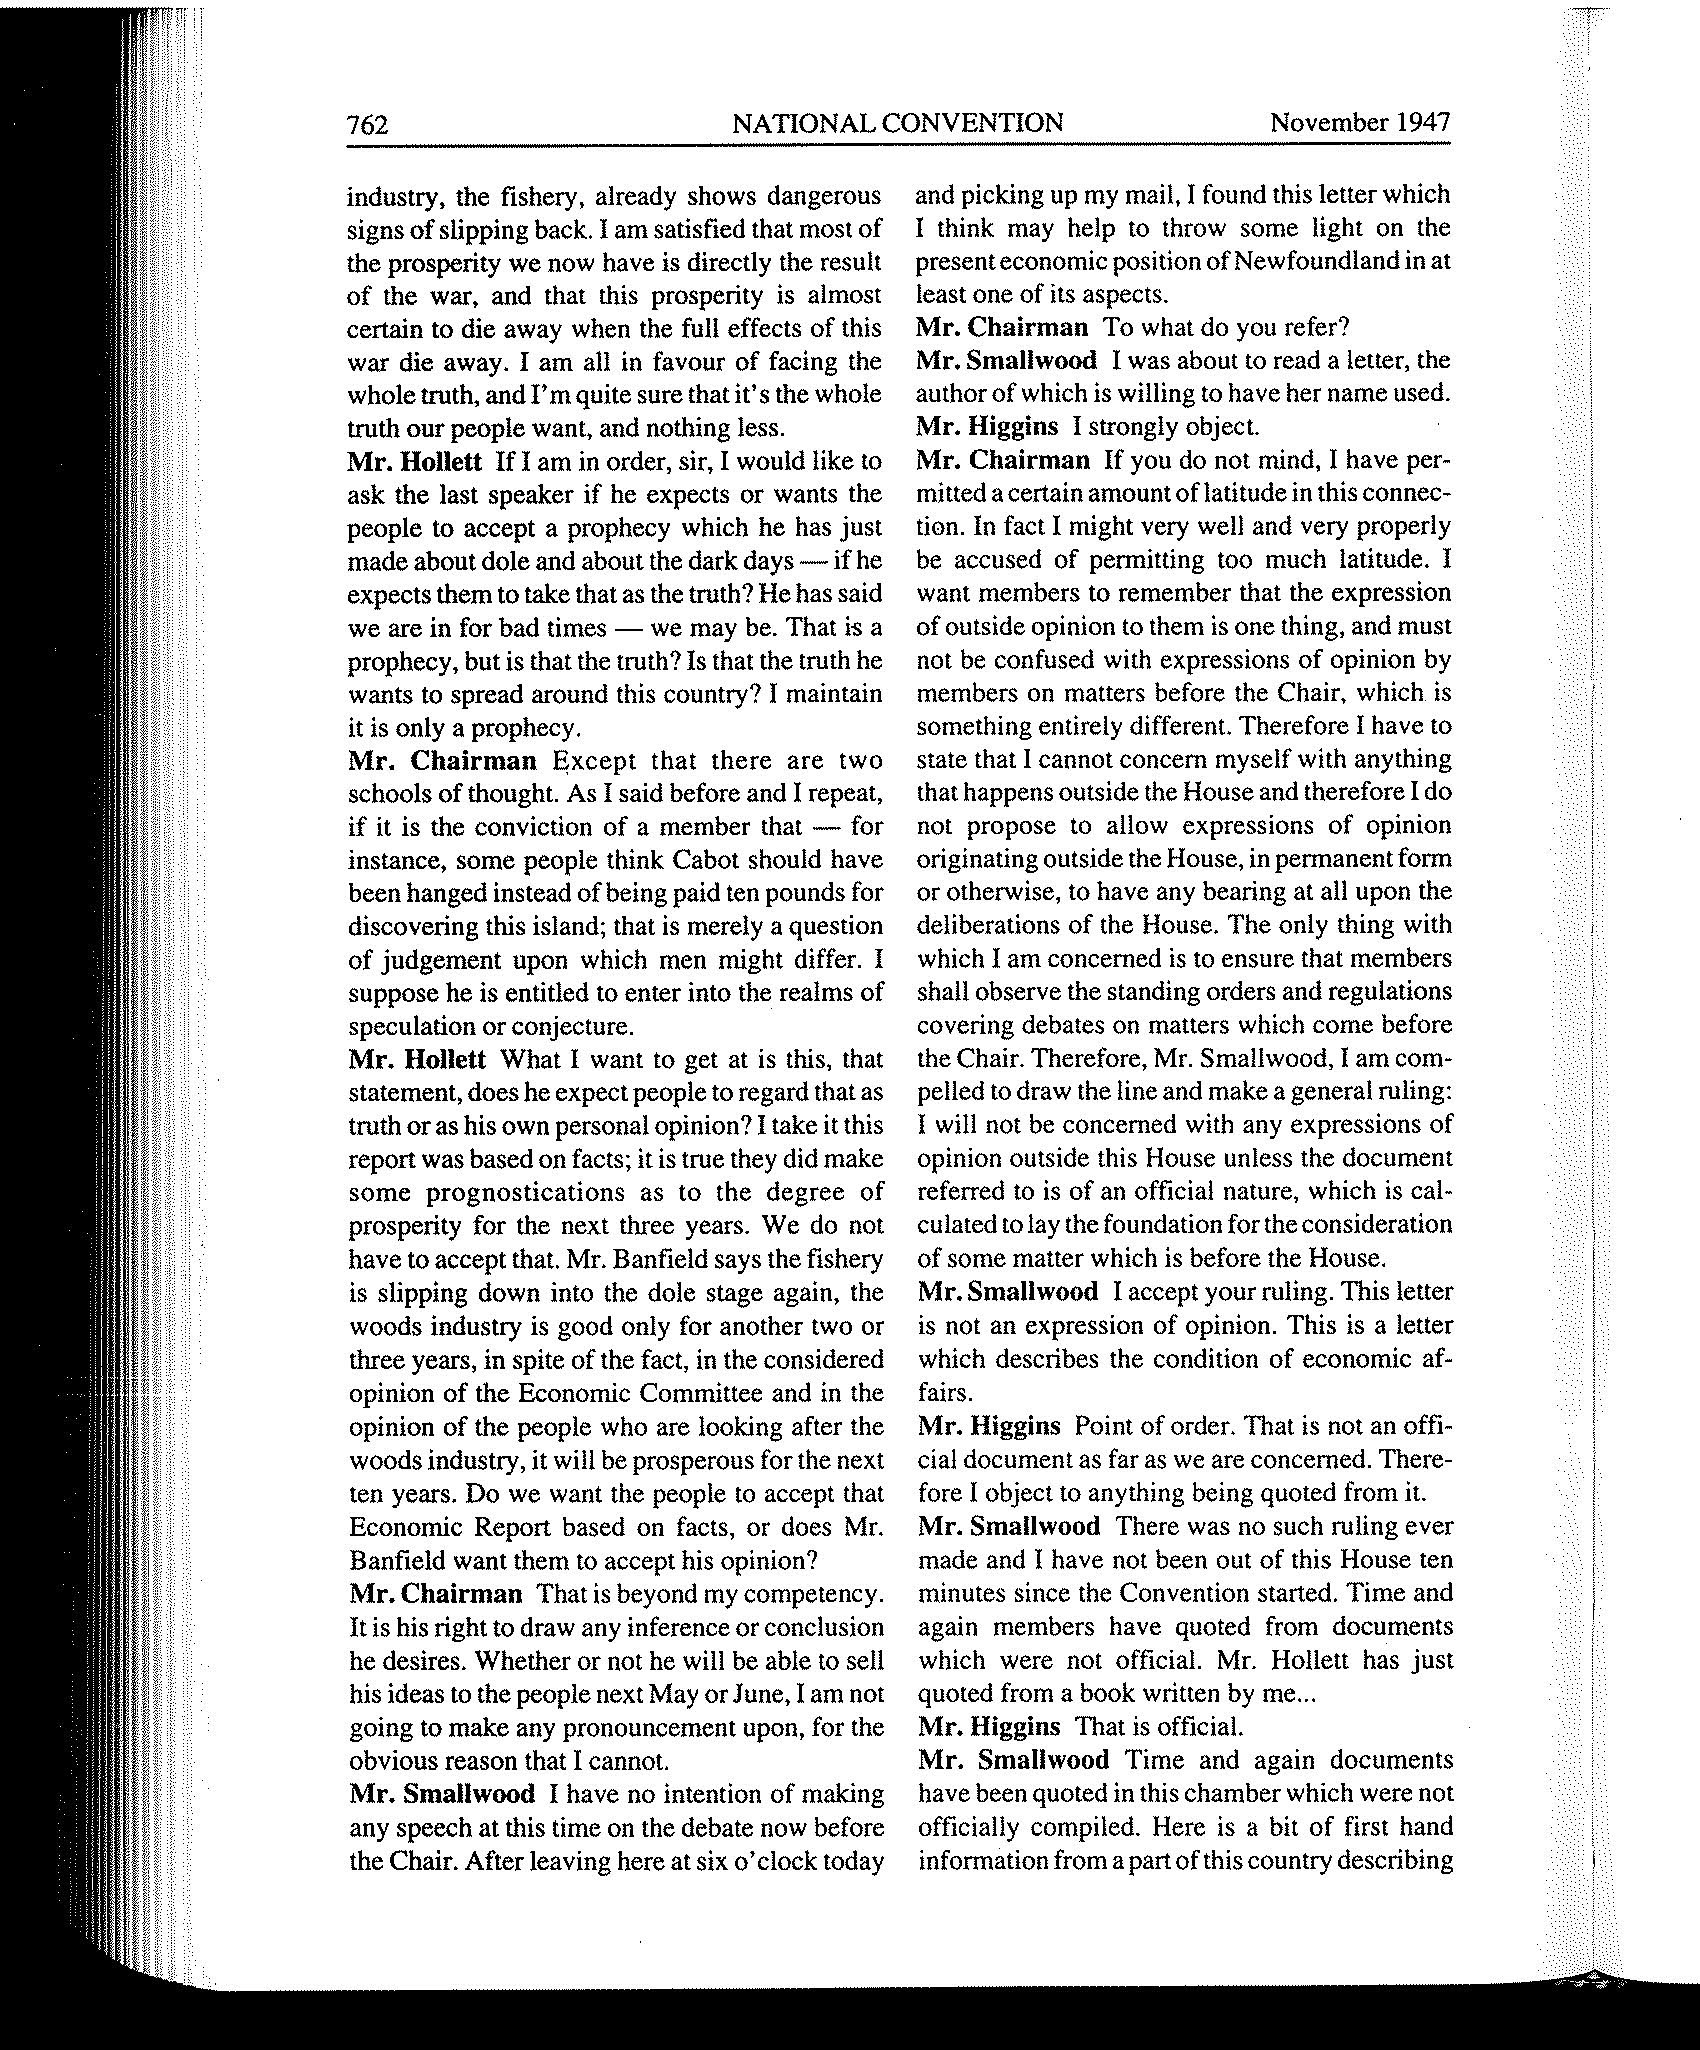 762 NATIONAL CONVENTION November 1947
industry, the fishery, already shows dangerous
signs of slipping back. I am satisfied that most of
the prosperity we now have is directly the result
of the war, and that this prosperity is almost
certain to die away when the full effects of this
war die away. I am all in favour of facing the
whole truth, and I'm quite sure that it's the whole
truth our people want, and nothing less.
Mr. Hollett If I am in order, sir, I would like to
ask the last speaker if he expects or wants the
people to accept a prophecy which he has just
made about dole and about the dark days — if he
expects them to take that as the truth? He has said
we are in for bad times — we may be. That is a
prophecy, but is that the truth? Is that the truth he
wants to spread around this country? I maintain
it is only a prophecy.
Mr. Chairman Except that there are two
schools of thought. As I said before and I repeat,
if it is the conviction of a member that — for
instance, some people think Cabot should have
been hanged instead of being paid ten pounds for
discovering this island; that is merely a question
of judgement upon which men might differ. I
suppose he is entitled to enter into the realms of
speculation or conjecture.
Mr. Hollett What I want to get at is this, that
statement, does he expect people to regard that as
truth or as his own personal opinion? I take it this
report was based on facts; it is true they did make
some prognostications as to the degree of
prosperity for the next three years. We do not
have to accept that. Mr. Banfield says the fishery
is slipping down into the dole stage again, the
woods industry is good only for another two or
three years, in spite of the fact, in the considered
opinion of the Economic Committee and in the
opinion of the people who are looking after the
woods industry, it will be prosperous for the next
ten years. Do we want the people to accept that
Economic Report based on facts, or does Mr.
Banfield want them to accept his opinion?
Mr. Chairman That is beyond my competency.
It is his right to draw any inference or conclusion
he desires. Whether or not he will be able to sell
his ideas to the people next May or June, I am not
going to make any pronouncement upon, for the
obvious reason that I cannot.
Mr. Smallwood I have no intention of making
any speech at this time on the debate now before
the Chair. After leaving here at six o'clock today
and picking up my mail, I found this letter which
I think may help to throw some light on the
present economic position of Newfoundland in at
least one of its aspects.
Mr. Chairman To what do you refer?
Mr. Smallwood I was about to read a letter, the
author of which is willing to have her name used.
Mr. Higgins I strongly object.
Mr. Chairman If you do not mind, I have per-
mitted a certain amount of latitude in this connec-
tion. In fact I might very well and very properly
be accused of permitting too much latitude. I
want members to remember that the expression
of outside opinion to them is one thing, and must
not be confused with expressions of opinion by
members on matters before the Chair, which is
something entirely different. Therefore I have to
state that I cannot concern myself with anything
that happens outside the House and therefore I do
not propose to allow expressions of opinion
originating outside the House, in permanent form
or otherwise, to have any bearing at all upon the
deliberations of the House. The only thing with
which I am concerned is to ensure that members
shall observe the standing orders and regulations
covering debates on matters which come before
the Chair. Therefore, Mr. Smallwood, I am com-
pelled to draw the line and make a general ruling:
I will not be concerned with any expressions of
opinion outside this House unless the document
referred to is of an official nature, which is cal-
culated to lay the foundation for the consideration
of some matter which is before the House.
Mr. Smallwood I accept your ruling. This letter
is not an expression of opinion. This is a letter
which describes the condition of economic af-
fairs.
Mr. Higgins Point of order. That is not an offi-
cial document as far as we are concerned. There-
fore I object to anything being quoted from it.
Mr. Smallwood There was no such ruling ever
made and I have not been out of this House ten
minutes since the Convention started. Time and
again members have quoted from documents
which were not official. Mr. Hollett has just
quoted from a book written by me...
Mr. Higgins That is official.
Mr. Smallwood Time and again documents
have been quoted in this chamber which were not
officially compiled. Here is a bit of first hand
information from a part of this country describing